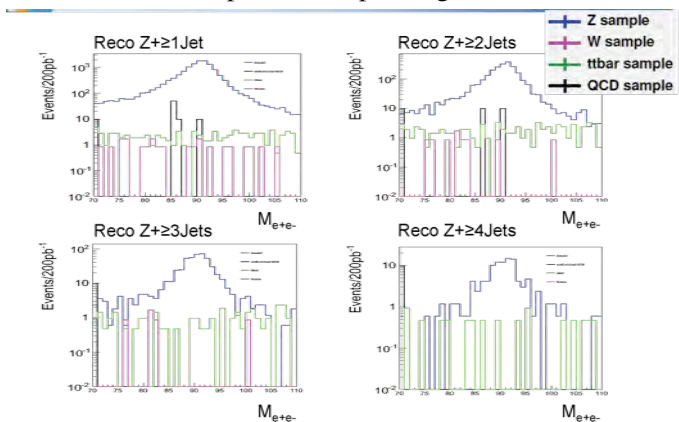 Z sample
W sample
ttbar sample
QCD sample
Reco Z+≥1Jet
Events/200pb⁻¹
10³
10²
10
1
10⁻¹
10⁻²
70 75 80 85 90 95 100 105 110
M e+e-
Reco Z+≥2Jets
Events/200pb⁻¹
10²
10
1
10⁻¹
10⁻²
70 75 80 85 90 95 100 105 110
M e+e-
Reco Z+≥3Jets
Events/200pb⁻¹
10²
10
1
10⁻¹
10⁻²
70 75 80 85 90 95 100 105 110
M e+e-
Reco Z+≥4Jets
Events/200pb⁻¹
10
1
10⁻¹
10⁻²
70 75 80 85 90 95 100 105 110
M e+e-